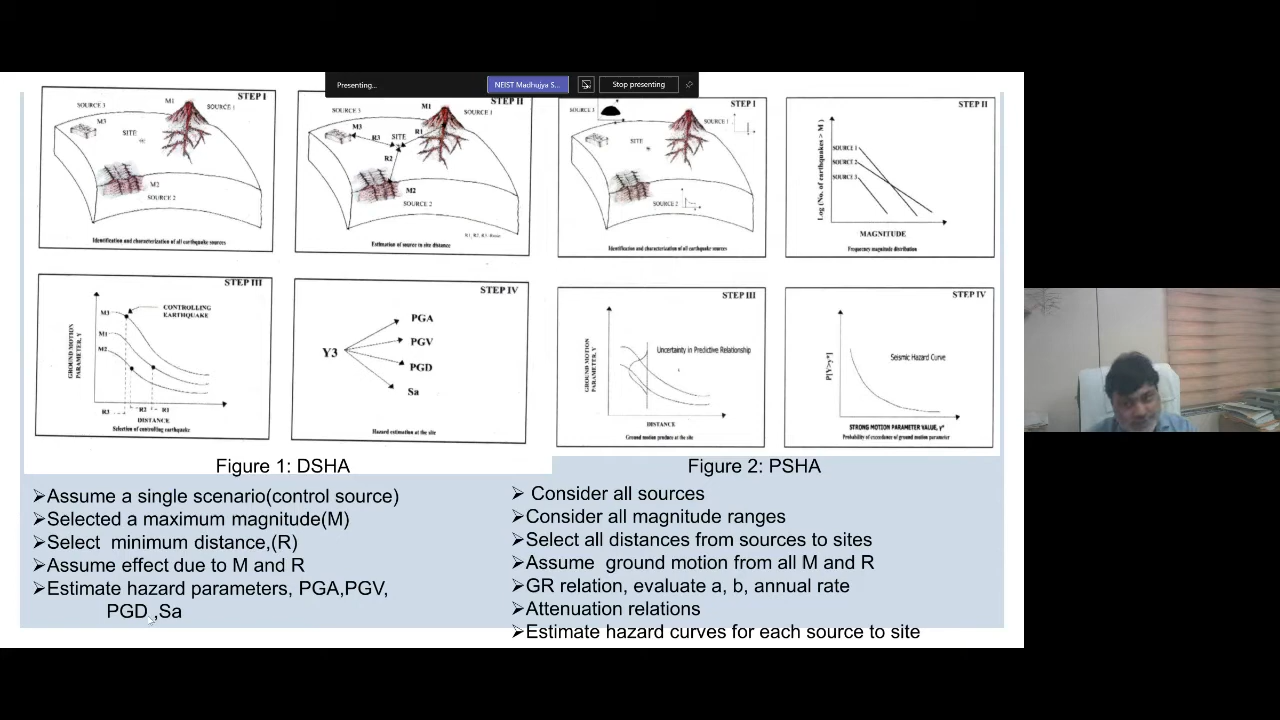 Presenting...
NEIST Madhujya S...
Stop presenting
STEP I
SOURCE 3
M1
SOURCE 1
M3
SITE
M2
SOURCE 2
Identification and characterization of all earthquake sources
STEP II
SOURCE 3
M1
SOURCE 1
M3
R3
SITE
R1
R2
M2
SOURCE 2
Estimation of source to site distance
STEP I
SOURCE 3
SOURCE 1
SITE
SOURCE 2
Identification and characterization of all earthquake sources
STEP II
Log (No. of earthquakes > M)
SOURCE 1
SOURCE 2
SOURCE 3
MAGNITUDE
Frequency magnitude distribution
STEP III
CONTROLLING
EARTHQUAKE
M3
M1
M2
GROUND MOTION
PARAMETER, Y
R3
R2
R1
DISTANCE
Selection of controlling earthquake
STEP IV
Y3
PGA
PGV
PGD
Sa
Hazard estimation at the site
STEP III
Uncertainty in Predictive Relationship
GROUND MOTION
PARAMETER, Y
DISTANCE
Ground motion produce at the site
STEP IV
Seismic Hazard Curve
STRONG MOTION PARAMETER VALUE, y*
Probability of exceedance of ground motion parameter
Figure 1: DSHA
Figure 2: PSHA
➢Assume a single scenario(control source)
➢Selected a maximum magnitude(M)
➢Select minimum distance,(R)
➢Assume effect due to M and R
➢Estimate hazard parameters, PGA,PGV,
PGD ,Sa
➢ Consider all sources
➢Consider all magnitude ranges
➢Select all distances from sources to sites
➢Assume ground motion from all M and R
➢GR relation, evaluate a, b, annual rate
➢Attenuation relations
➢Estimate hazard curves for each source to site